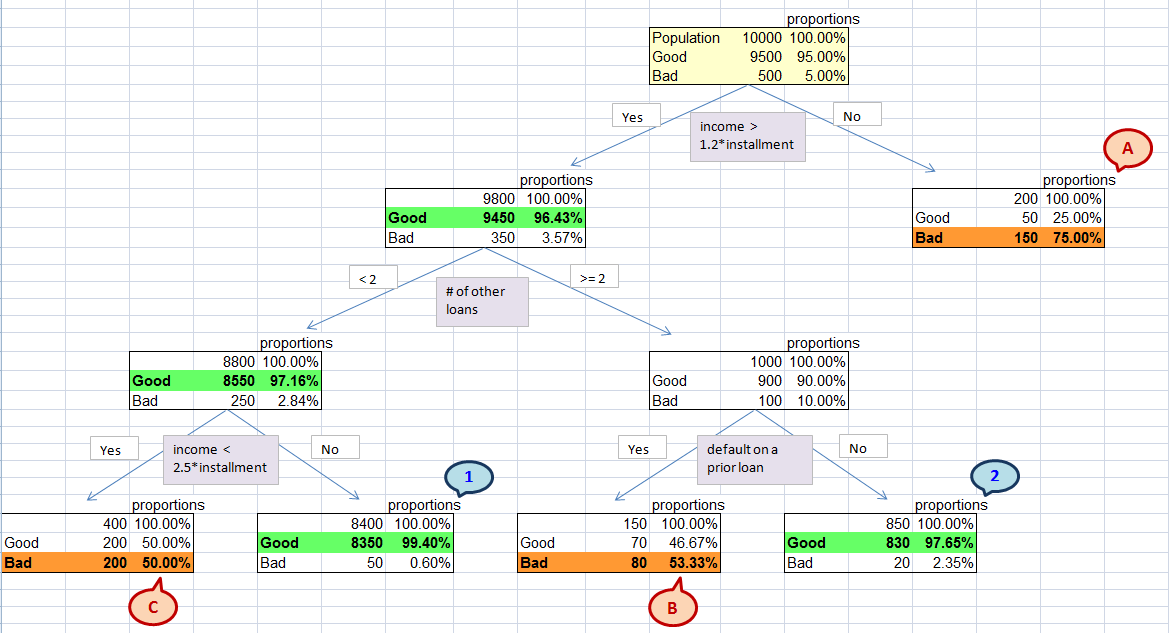 proportions
Population 10000 100.00%
Good 9500 95.00%
Bad 500 5.00%
Yes
income >
1.2*installment
No
A
proportions
9800 100.00%
Good 9450 96.43%
Bad 350 3.57%
proportions
200 100.00%
Good 50 25.00%
Bad 150 75.00%
< 2
# of other
loans
>= 2
proportions
8800 100.00%
Good 8550 97.16%
Bad 250 2.84%
proportions
1000 100.00%
Good 900 90.00%
Bad 100 10.00%
Yes
income <
2.5*installment
No
1
Yes
default on a
prior loan
No
2
proportions
400 100.00%
Good 200 50.00%
Bad 200 50.00%
C
proportions
8400 100.00%
Good 8350 99.40%
Bad 50 0.60%
proportions
150 100.00%
Good 70 46.67%
Bad 80 53.33%
B
proportions
850 100.00%
Good 830 97.65%
Bad 20 2.35%